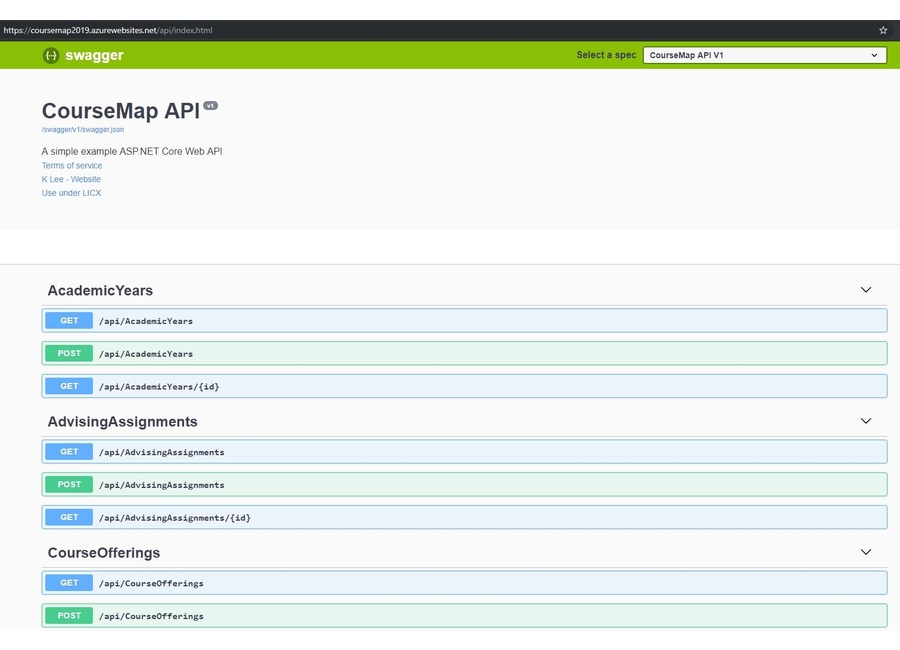 https://coursemap2019.azurewebsites.net/api/index.html
swagger
Select a spec
CourseMap API V1
CourseMap API v1
/swagger/v1/swagger.json
A simple example ASP.NET Core Web API
Terms of service
K Lee - Website
Use under LICX
AcademicYears
GET /api/AcademicYears
POST /api/AcademicYears
GET /api/AcademicYears/{id}
AdvisingAssignments
GET /api/AdvisingAssignments
POST /api/AdvisingAssignments
GET /api/AdvisingAssignments/{id}
CourseOfferings
GET /api/CourseOfferings
POST /api/CourseOfferings